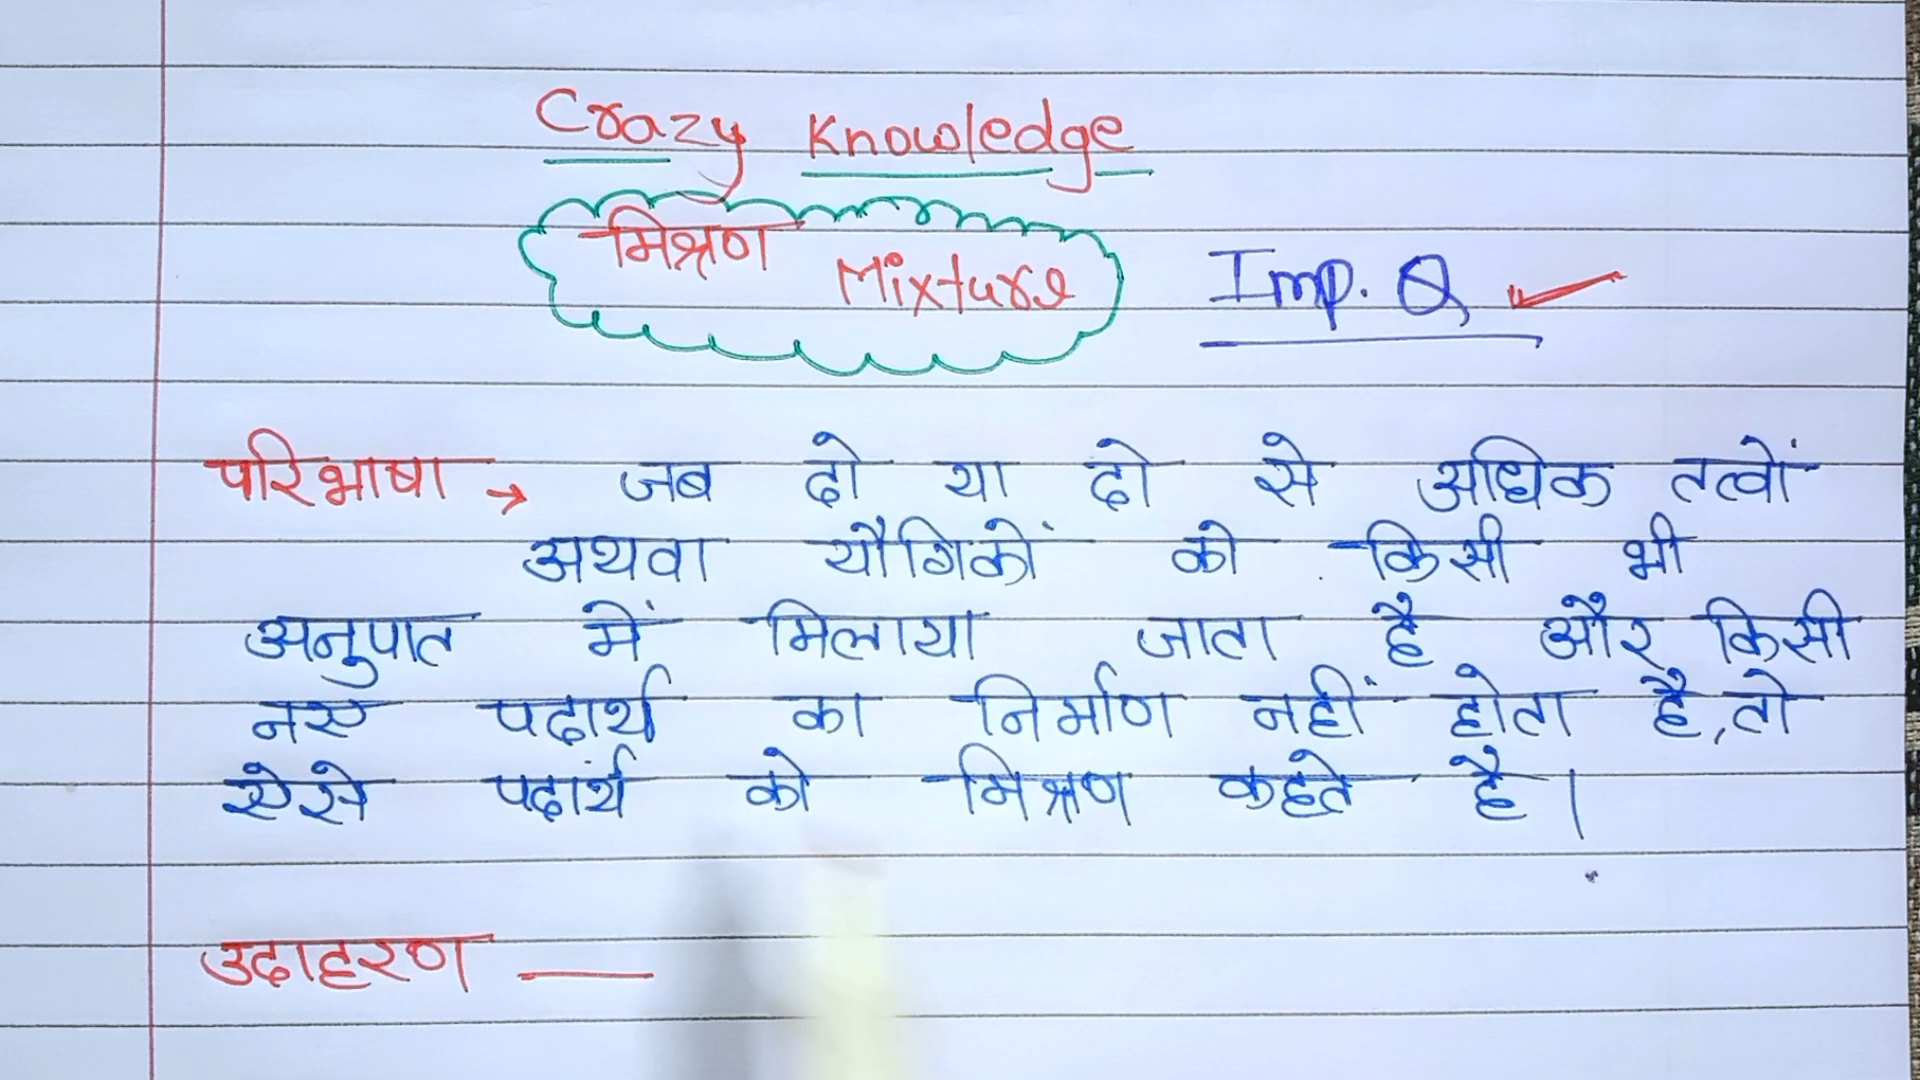 Crazy Knowledge
मिश्रण Mixture
Imp. Q
परिभाषा → जब दो या दो से अधिक तत्वों
अथवा यौगिकों को किसी भी
अनुपात में मिलाया जाता है और किसी
नए पदार्थ का निर्माण नहीं होता है, तो
ऐसे पदार्थ को मिश्रण कहते है।
उदाहरण —